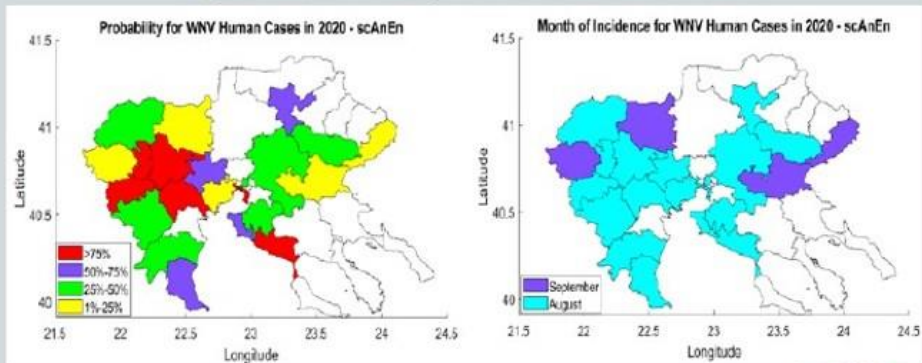 Probability for WNV Human Cases in 2020 - scAnEn
41.5
41
40.5
40
Latitude
>75%
50%-75%
25%-50%
1%-25%
21.5 22 22.5 23 23.5 24 24.5
Longitude
Month of Incidence for WNV Human Cases in 2020 - scAnEn
41.5
41
40.5
40
Latitude
September
August
21.5 22 22.5 23 23.5 24 24.5
Longitude